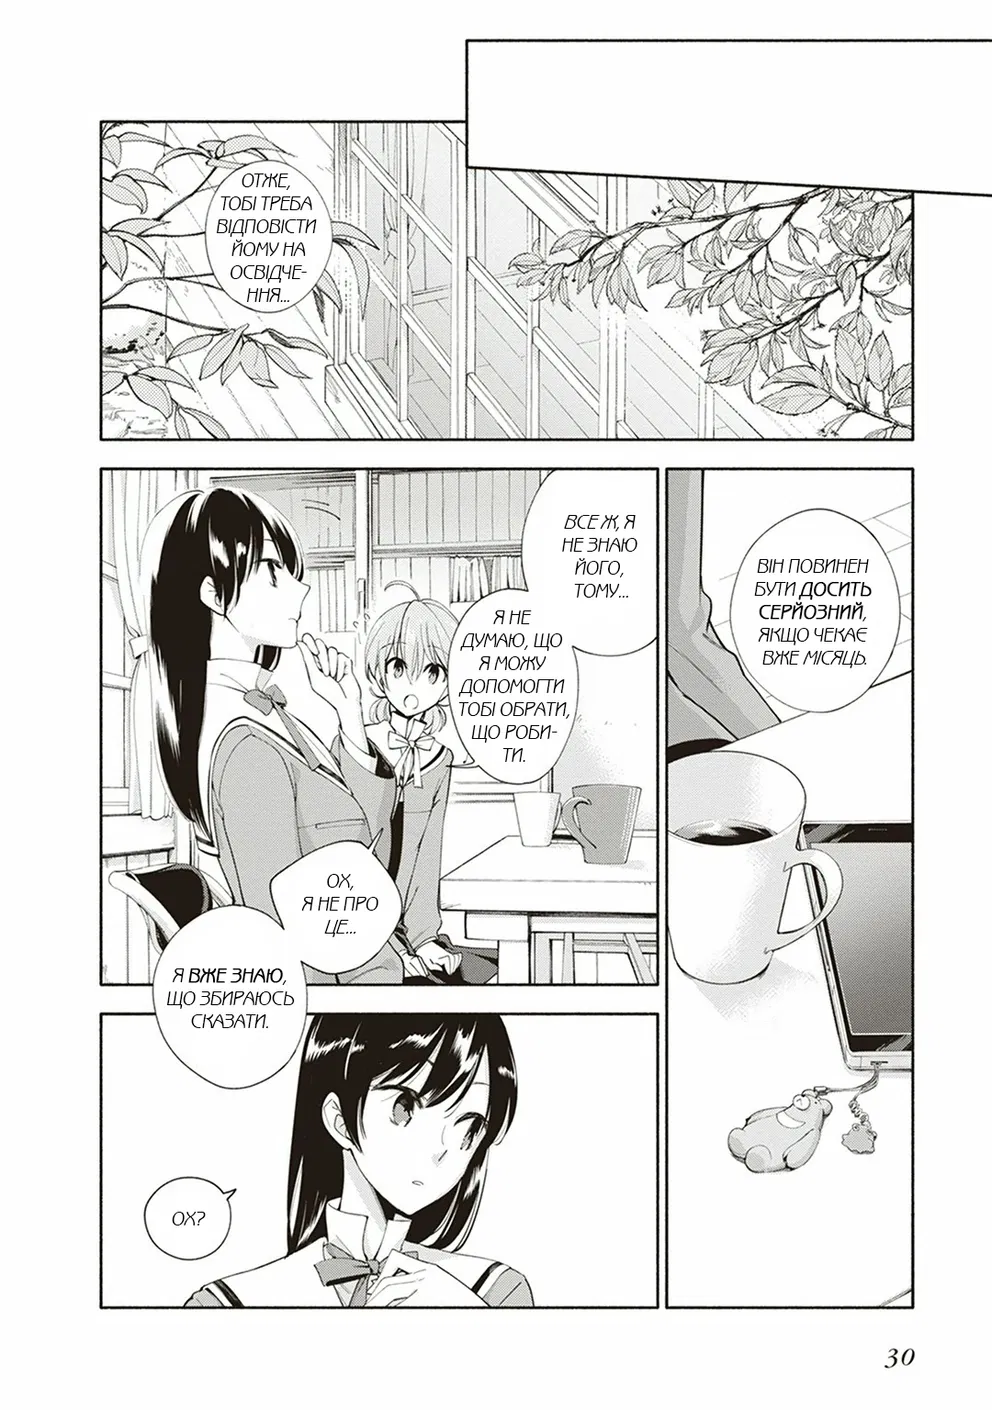 ОТЖЕ,
ТОБІ ТРЕБА
ВІДПОВІСТИ
ЙОМУ НА
ОСВІДЧЕ-
ННЯ...
ВІН ПОВИНЕН
БУТИ ДОСИТЬ
СЕРЙОЗНИЙ,
ЯКЩО ЧЕКАЄ
ВЖЕ МІСЯЦЬ.
ВСЕ Ж, Я
НЕ ЗНАЮ
ЙОГО,
ТОМУ...
Я НЕ
ДУМАЮ, ЩО
Я МОЖУ
ДОПОМОГТИ
ТОБІ ОБРАТИ,
ЩО РОБИ-
ТИ.
ОХ,
Я НЕ ПРО
ЦЕ...
Я ВЖЕ ЗНАЮ,
ЩО ЗБИРАЮСЬ
СКАЗАТИ.
ОХ?
30